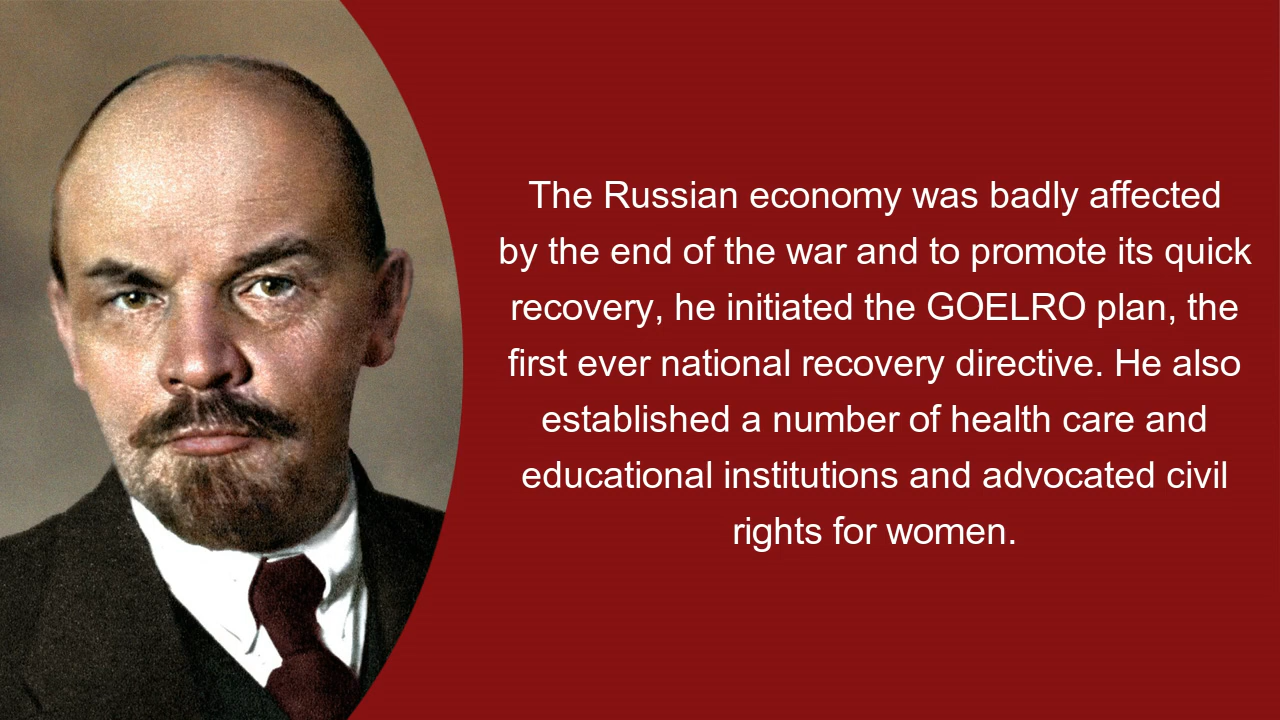 The Russian economy was badly affected
by the end of the war and to promote its quick
recovery, he initiated the GOELRO plan, the
first ever national recovery directive. He also
established a number of health care and
educational institutions and advocated civil
rights for women.